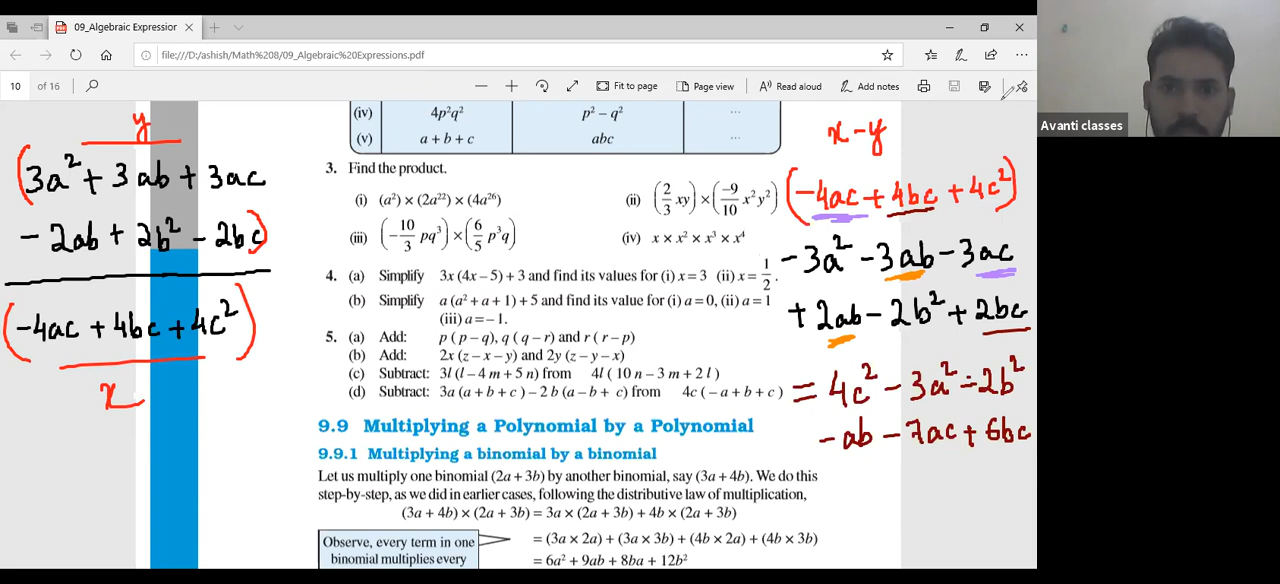 09_Algebraic Expression
file:///D:/ashish/Math%208/09_Algebraic%20Expressions.pdf
10 of 16
Fit to page
Page view
Read aloud
Add notes
Avanti classes
(iv) 4p²q² p² – q² ...
(v) a + b + c abc ...
3. Find the product.
(i) (a²) × (2a²²) × (4a²⁶) (ii) (2/3 xy) × (–9/10 x²y²)
(iii) (– 10/3 pq³) × (6/5 p³q) (iv) x × x² × x³ × x⁴
4. (a) Simplify 3x (4x – 5) + 3 and find its values for (i) x = 3 (ii) x = 1/2.
(b) Simplify a (a² + a + 1) + 5 and find its value for (i) a = 0, (ii) a = 1
(iii) a = – 1.
5. (a) Add: p ( p – q), q ( q – r) and r ( r – p)
(b) Add: 2x (z – x – y) and 2y (z – y – x)
(c) Subtract: 3l (l – 4 m + 5 n) from 4l ( 10 n – 3 m + 2 l )
(d) Subtract: 3a (a + b + c ) – 2 b (a – b + c) from 4c ( – a + b + c )
9.9 Multiplying a Polynomial by a Polynomial
9.9.1 Multiplying a binomial by a binomial
Let us multiply one binomial (2a + 3b) by another binomial, say (3a + 4b). We do this
step-by-step, as we did in earlier cases, following the distributive law of multiplication,
(3a + 4b) × (2a + 3b) = 3a × (2a + 3b) + 4b × (2a + 3b)
Observe, every term in one
binomial multiplies every
= (3a × 2a) + (3a × 3b) + (4b × 2a) + (4b × 3b)
= 6a² + 9ab + 8ba + 12b²
y
(3a² + 3ab + 3ac
- 2ab + 2b² - 2bc)
(-4ac + 4bc + 4c²)
x
x - y
(-4ac + 4bc + 4c²)
- 3a² - 3ab - 3ac
+ 2ab - 2b² + 2bc
= 4c² - 3a² - 2b²
- ab - 7ac + 6bc